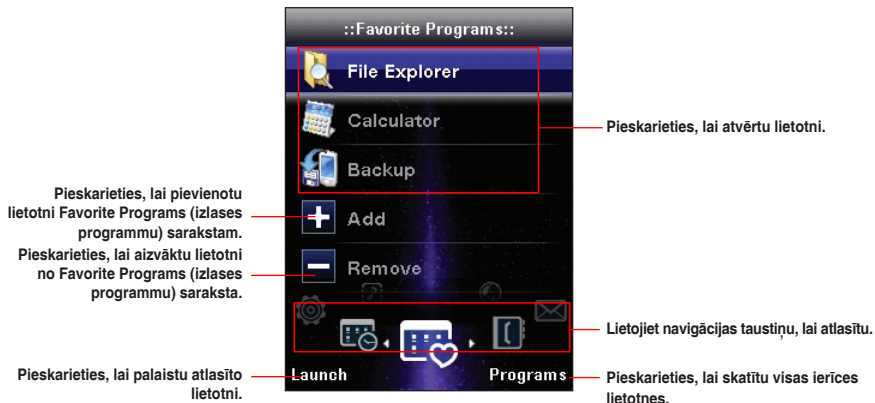 ::Favorite Programs::
File Explorer
Calculator
Backup
Add
Remove
Launch
Programs
Pieskarieties, lai atvērtu lietotni.
Pieskarieties, lai pievienotu
lietotni Favorite Programs (izlases
programmu) sarakstam.
Pieskarieties, lai aizvāktu lietotni
no Favorite Programs (izlases
programmu) saraksta.
Lietojiet navigācijas taustiņu, lai atlasītu.
Pieskarieties, lai palaistu atlasīto
lietotni.
Pieskarieties, lai skatītu visas ierīces
lietotnes.